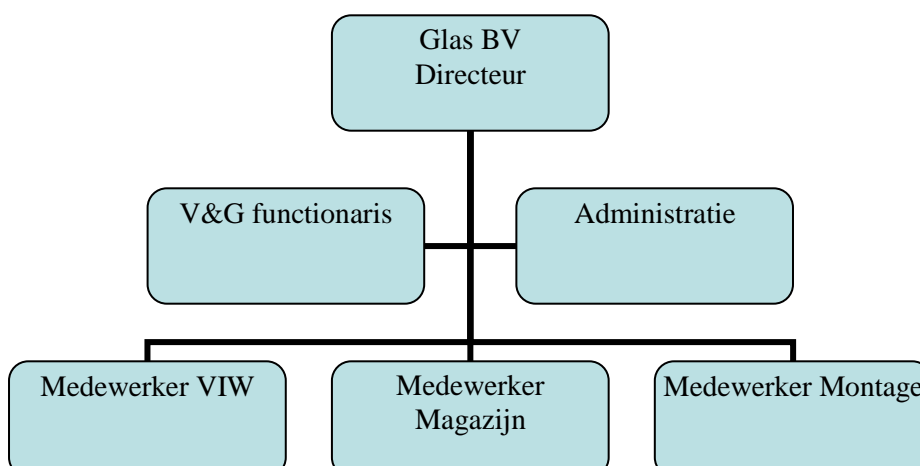 Glas BV
Directeur
V&G functionaris
Administratie
Medewerker VIW
Medewerker
Magazijn
Medewerker Montage